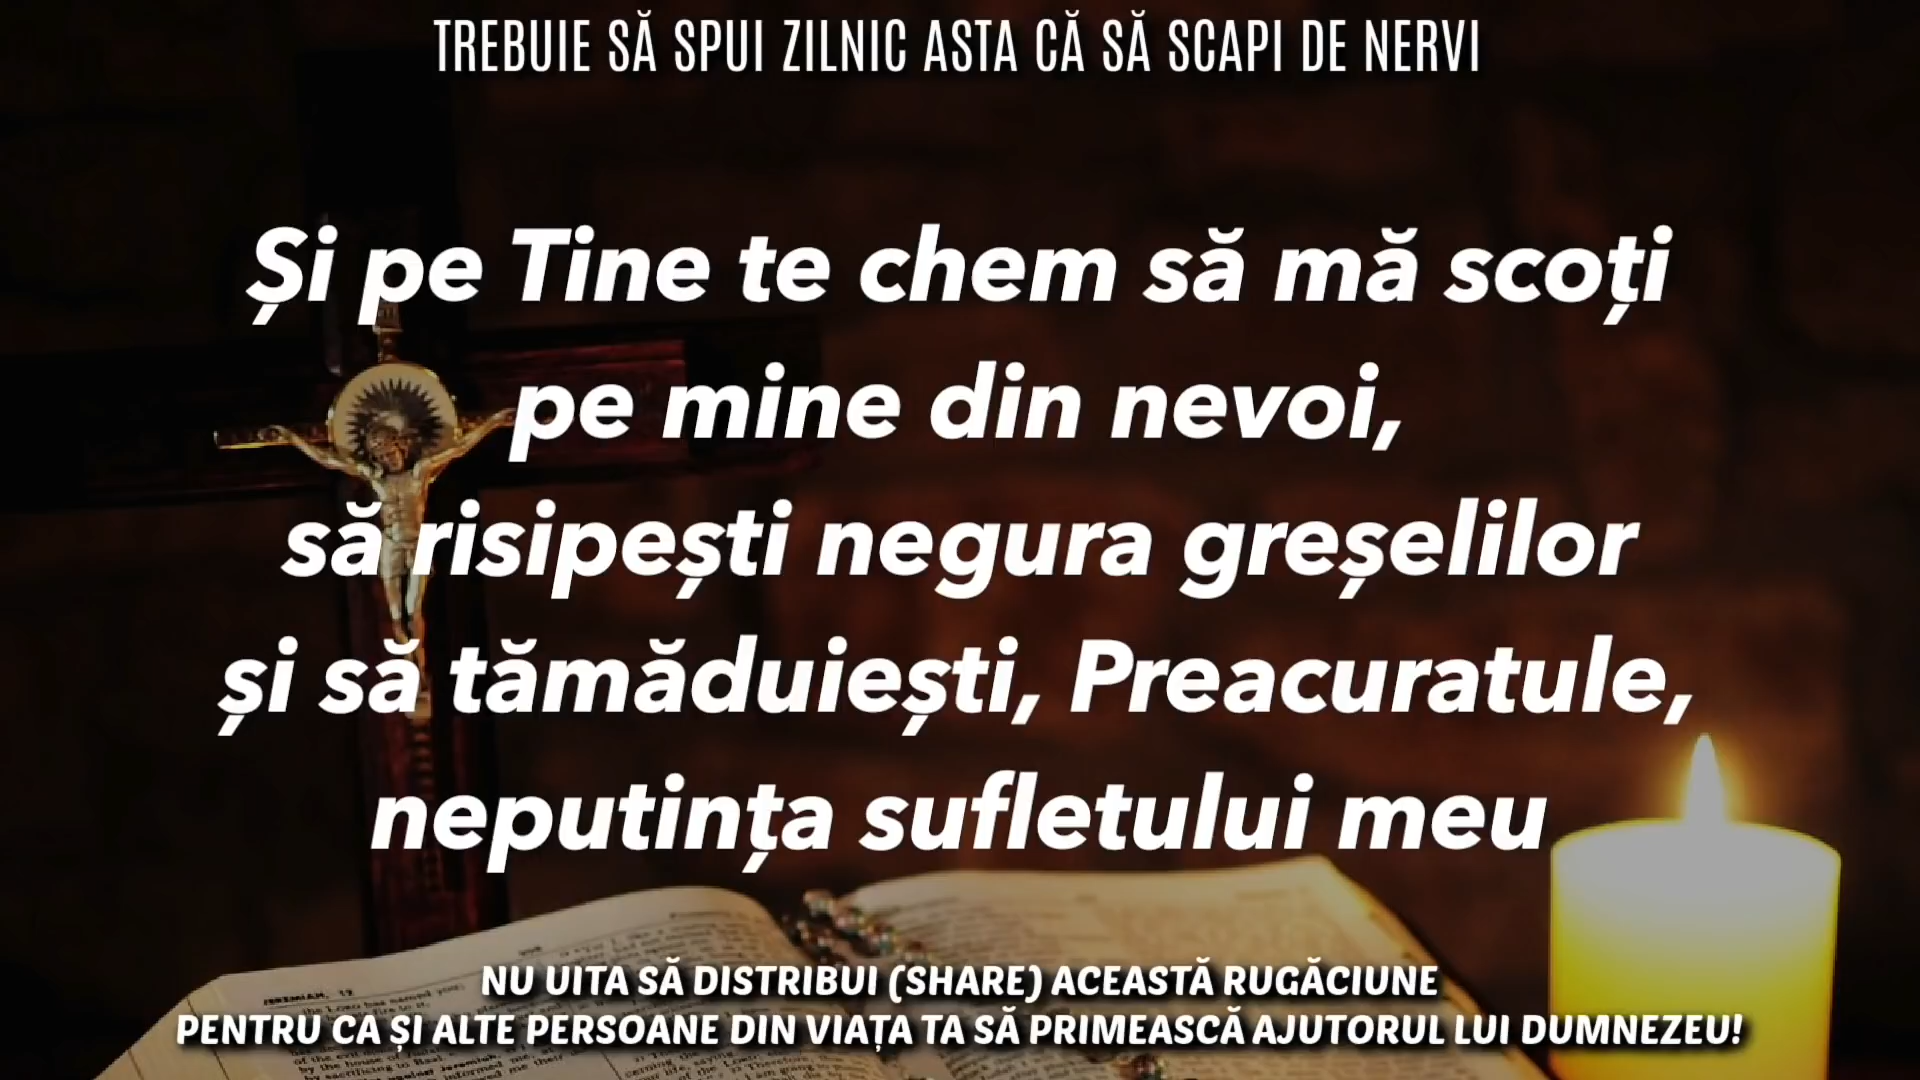 TREBUIE SĂ SPUI ZILNIC ASTA CĂ SĂ SCAPI DE NERVI
Și pe Tine te chem să mă scoți
pe mine din nevoi,
să risipești negura greșelilor
și să tămăduiești, Preacuratule,
neputința sufletului meu
JEREMIAH, 19
NU UITA SĂ DISTRIBUI (SHARE) ACEASTĂ RUGĂCIUNE
PENTRU CA ȘI ALTE PERSOANE DIN VIAȚA TA SĂ PRIMEASCĂ AJUTORUL LUI DUMNEZEU!